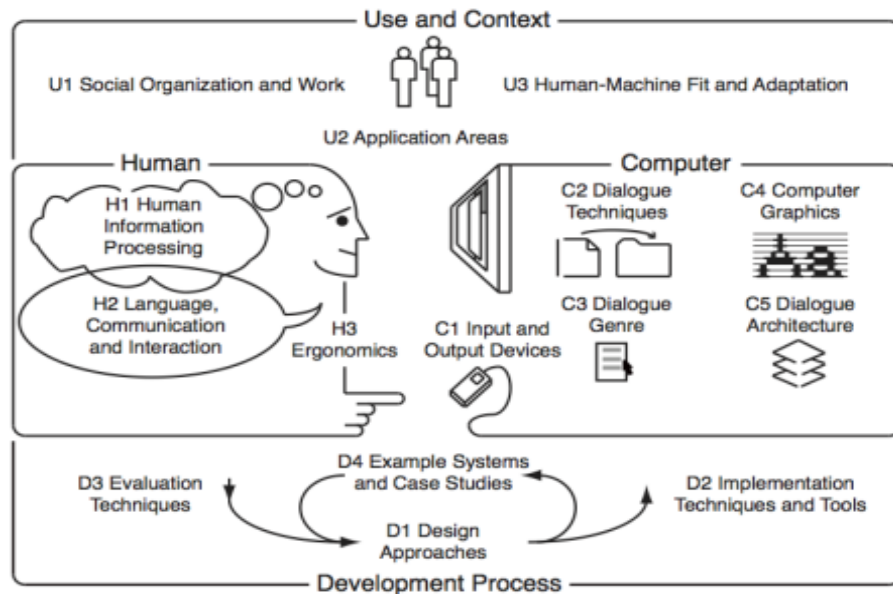 Use and Context
U1 Social Organization and Work
U3 Human-Machine Fit and Adaptation
U2 Application Areas
Human
H1 Human
Information
Processing
H2 Language,
Communication
and Interaction
H3
Ergonomics
Computer
C1 Input and
Output Devices
C2 Dialogue
Techniques
C3 Dialogue
Genre
C4 Computer
Graphics
C5 Dialogue
Architecture
D3 Evaluation
Techniques
D4 Example Systems
and Case Studies
D1 Design
Approaches
D2 Implementation
Techniques and Tools
Development Process